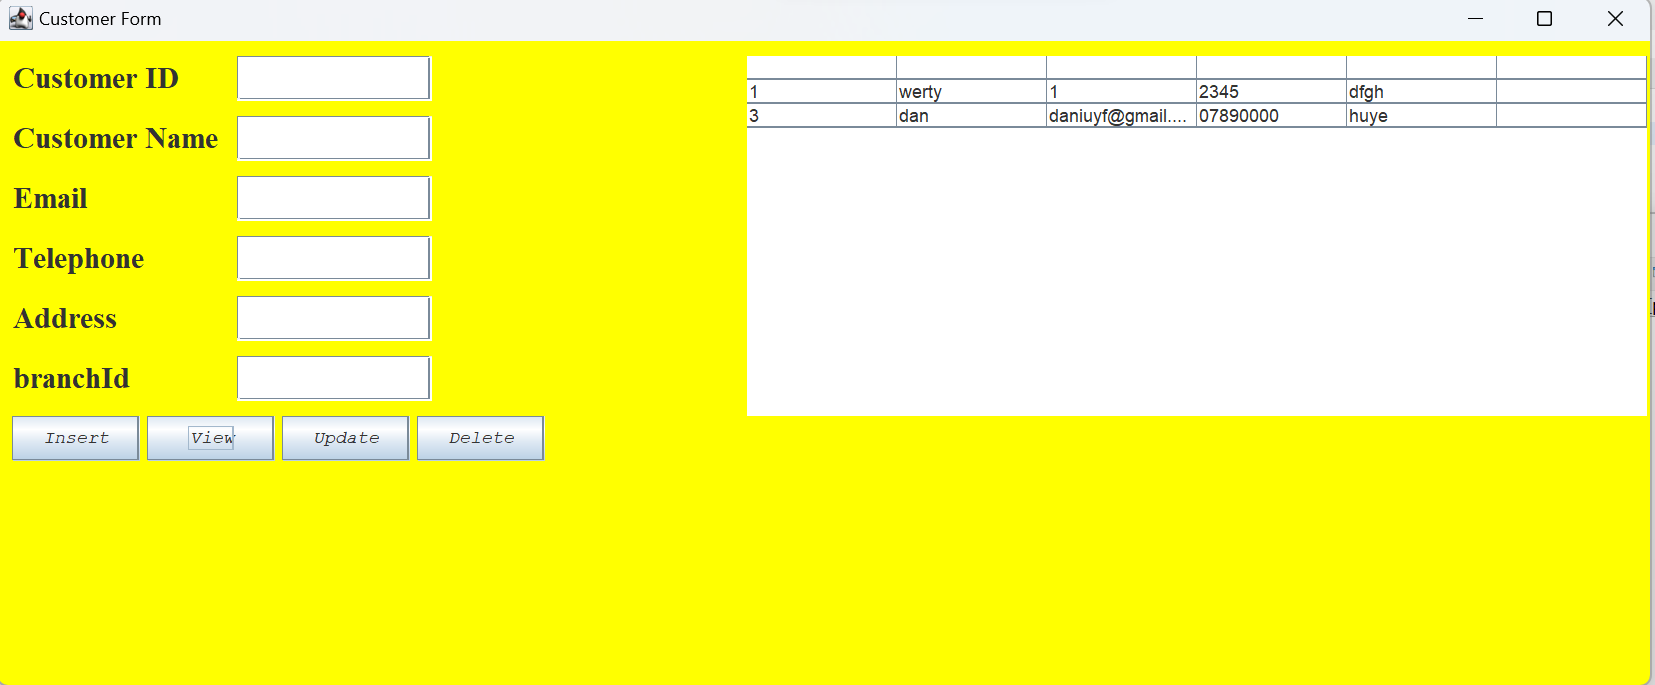 Customer Form
Customer ID
Customer Name
Email
Telephone
Address
branchId
Insert View Update Delete
1 werty 1 2345 dfgh
3 dan daniuyf@gmail.... 07890000 huye